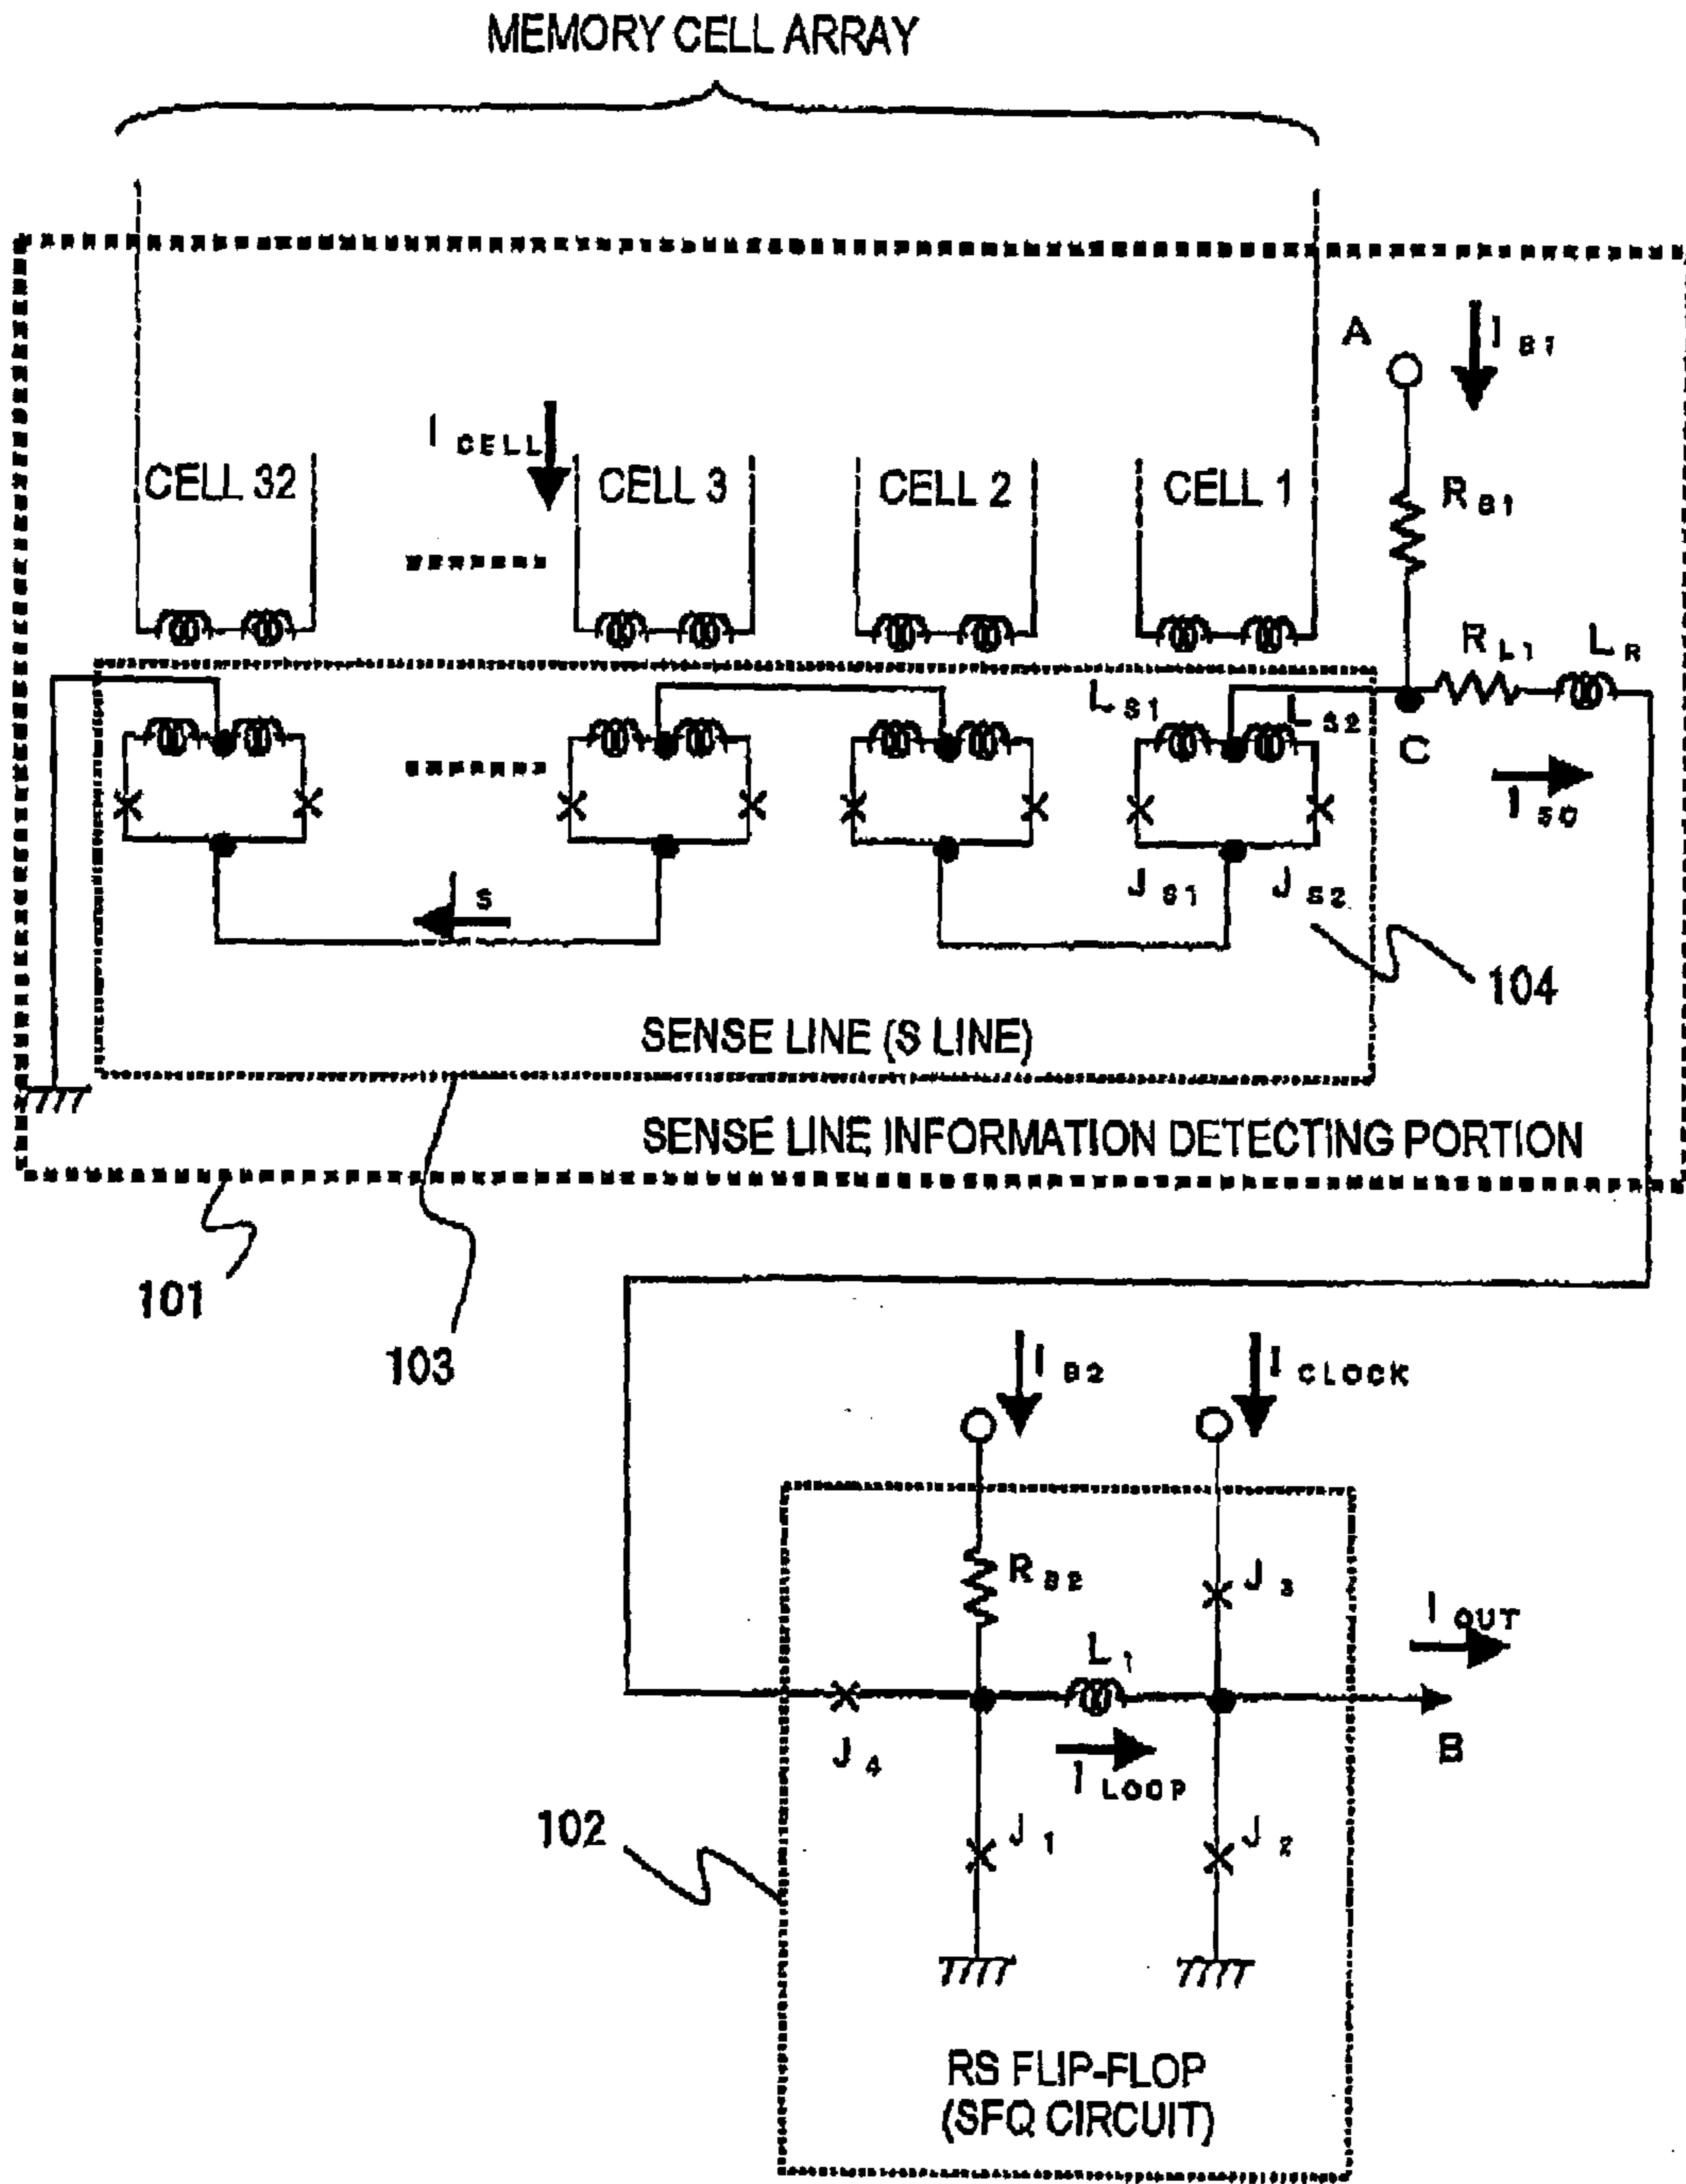 MEMORY CELL ARRAY
A
I B1
I CELL
CELL 32
CELL 3
CELL 2
CELL 1
R B1
R L1
L R
L S1
L S2
C
I SO
I S
J S1
J S2
104
SENSE LINE (S LINE)
SENSE LINE INFORMATION DETECTING PORTION
101
103
I B2
I CLOCK
R B2
J 3
I OUT
L 1
J 4
B
I LOOP
102
J 1
J 2
RS FLIP-FLOP
(SFQ CIRCUIT)